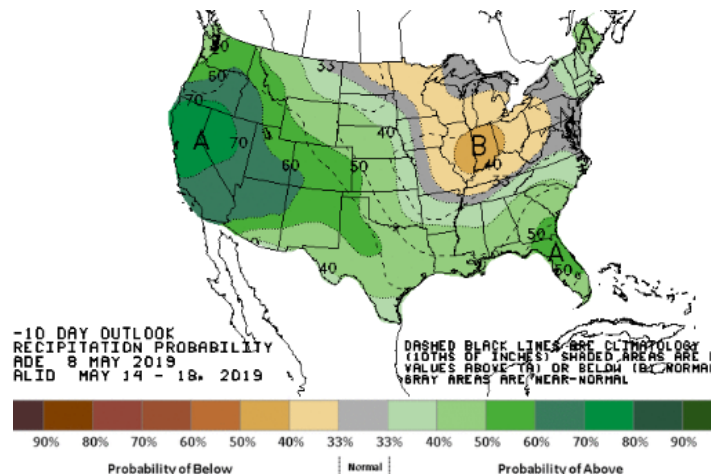 A
20
60
70
33
A
70
60
40
50
B
40
33
N
A
50
A
60
40
-10 DAY OUTLOOK
RECIPITATION PROBABILITY
ADE 8 MAY 2019
ALID MAY 14 - 18, 2019
DASHED BLACK LINES ARE CLIMATOLOGY
(10THS OF INCHES) SHADED AREAS ARE
VALUES ABOVE (A) OR BELOW (B) NORMA
GRAY AREAS ARE NEAR-NORMAL
90% 80% 70% 60% 50% 40% 33% 33% 40% 50% 60% 70% 80% 90%
Probability of Below Normal Probability of Above